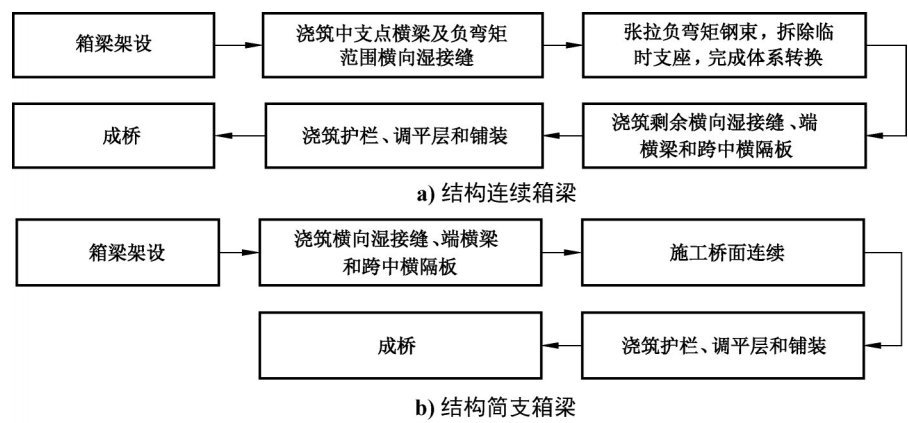 箱梁架设
浇筑中支点横梁及负弯矩
范围横向湿接缝
张拉负弯矩钢束，拆除临
时支座，完成体系转换
浇筑剩余横向湿接缝、端
横梁和跨中横隔板
浇筑护栏、调平层和铺装
成桥
a) 结构连续箱梁
箱梁架设
浇筑横向湿接缝、端横梁
和跨中横隔板
施工桥面连续
浇筑护栏、调平层和铺装
成桥
b) 结构简支箱梁